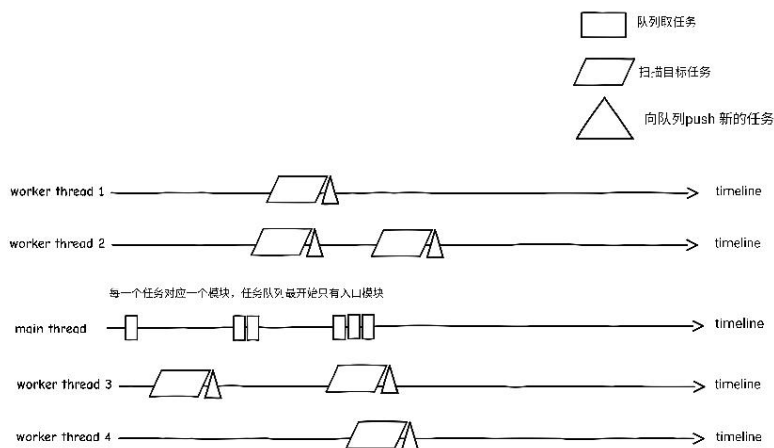 队列取任务
扫描目标任务
向队列push 新的任务
worker thread 1
timeline
worker thread 2
timeline
每一个任务对应一个模块，任务队列最开始只有入口模块
main thread
timeline
worker thread 3
timeline
worker thread 4
timeline